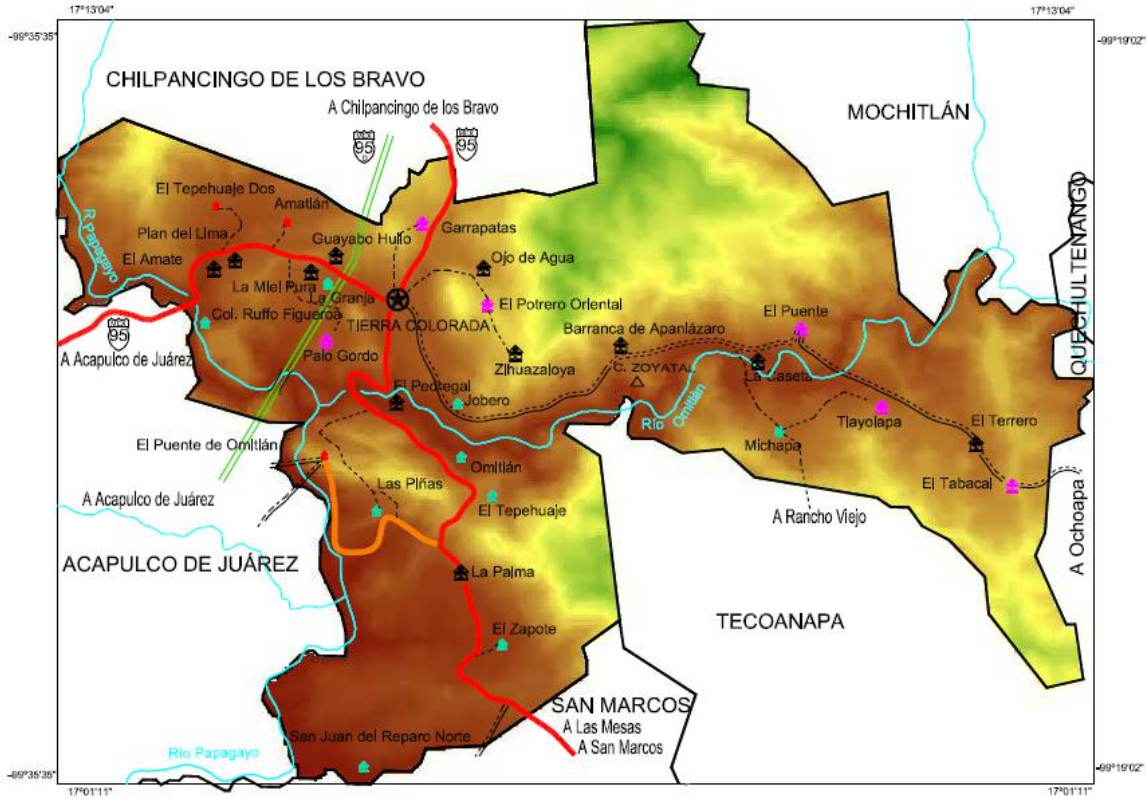 17°13'04"
17°13'04"
-99°35'35"
-99°19'02"
CHILPANCINGO DE LOS BRAVO
A Chilpancingo de los Bravo
MOCHITLÁN
95
D
95
QUECHULTENANGO
El Tepehuaje Dos
Amatlán
R. Papagayo
Plan del Lima
Guayabo Huilo
Garrapatas
El Amate
Ojo de Agua
La Miel Pura
La Granja
El Potrero Oriental
Col. Ruffo Figueroa
TIERRA COLORADA
Barranca de Apanlázaro
El Puente
95
A Acapulco de Juárez
Palo Gordo
Zihuazaloya
C. ZOYATAL
La Caseta
El Pedregal
Jobero
Río Omitlán
Tlayolapa
El Terrero
El Puente de Omitlán
Michapa
Omitlán
Las Piñas
El Tabacal
A Acapulco de Juárez
El Tepehuaje
A Rancho Viejo
A Ochoapa
ACAPULCO DE JUÁREZ
La Palma
TECOANAPA
El Zapote
SAN MARCOS
A Las Mesas
A San Marcos
San Juan del Reparo Norte
Río Papagayo
-99°35'35"
-99°19'02"
17°01'11"
17°01'11"